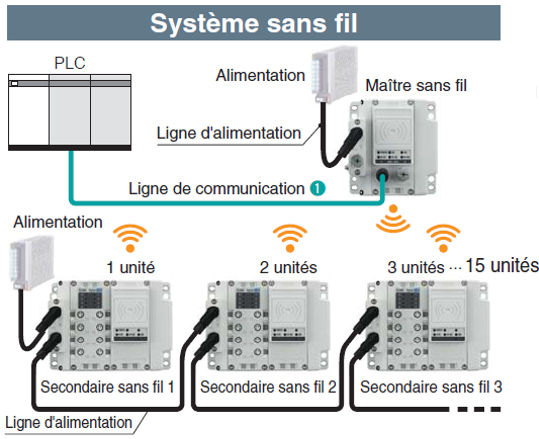 Système sans fil
PLC
Alimentation
Maître sans fil
Ligne d'alimentation
Ligne de communication 1
Alimentation
1 unité
2 unités
3 unités ··· 15 unités
Secondaire sans fil 1
Secondaire sans fil 2
Secondaire sans fil 3
Ligne d'alimentation